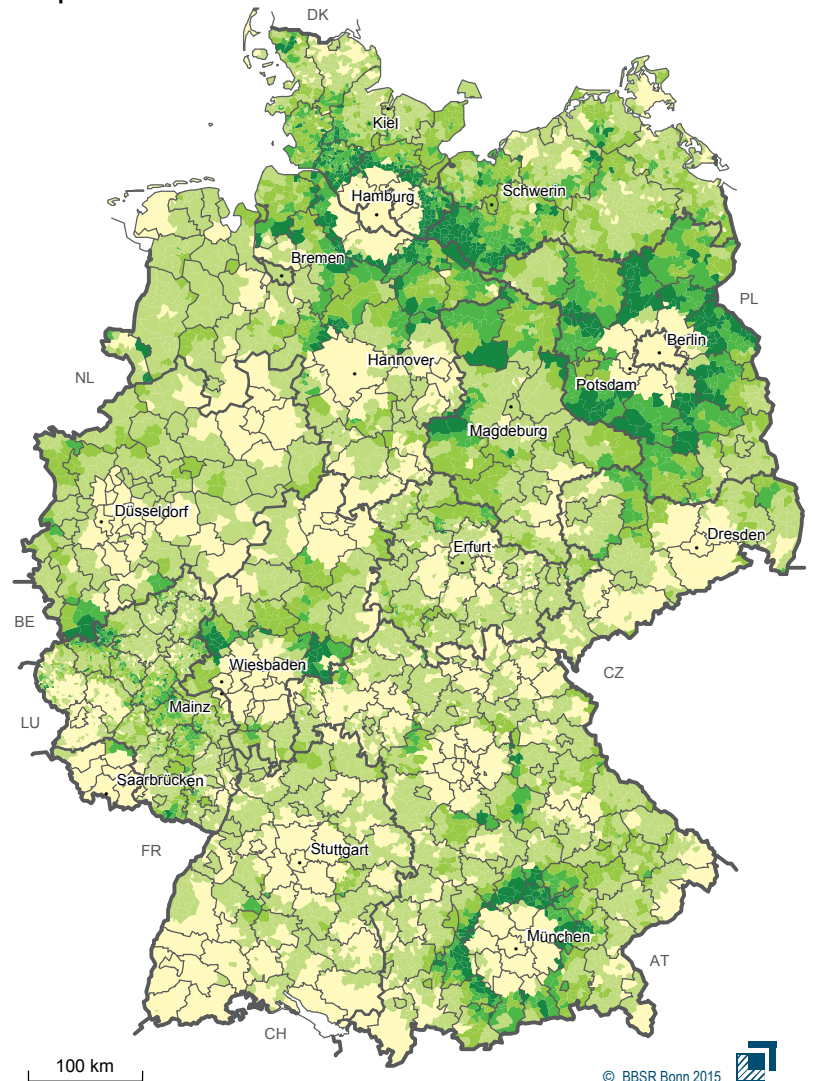 DK
Kiel
Hamburg
Schwerin
Bremen
PL
Berlin
Hannover
NL
Potsdam
Magdeburg
Düsseldorf
Dresden
Erfurt
BE
Wiesbaden
CZ
Mainz
LU
Saarbrücken
FR
Stuttgart
München
AT
CH
100 km
© BBSR Bonn 2015